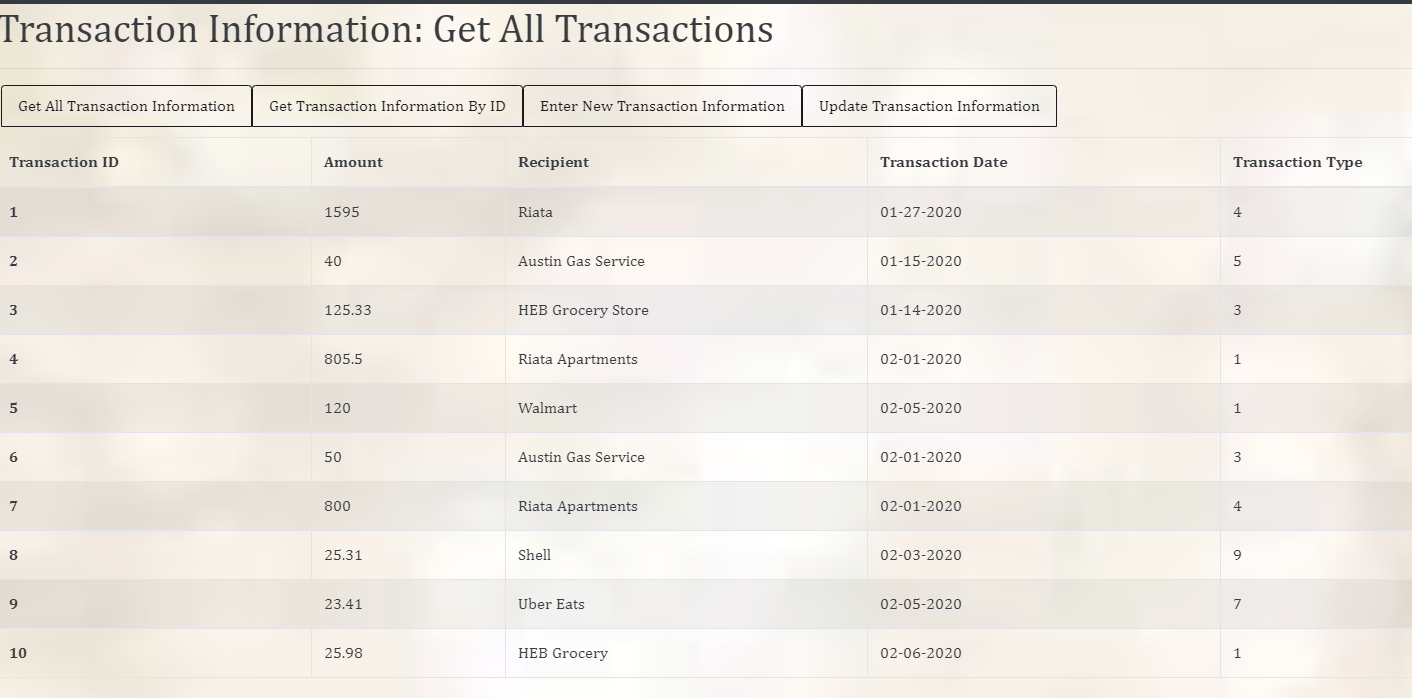 Transaction Information: Get All Transactions
Get All Transaction Information Get Transaction Information By ID Enter New Transaction Information Update Transaction Information
Transaction ID Amount Recipient Transaction Date Transaction Type
1 1595 Riata 01-27-2020 4
2 40 Austin Gas Service 01-15-2020 5
3 125.33 HEB Grocery Store 01-14-2020 3
4 805.5 Riata Apartments 02-01-2020 1
5 120 Walmart 02-05-2020 1
6 50 Austin Gas Service 02-01-2020 3
7 800 Riata Apartments 02-01-2020 4
8 25.31 Shell 02-03-2020 9
9 23.41 Uber Eats 02-05-2020 7
10 25.98 HEB Grocery 02-06-2020 1